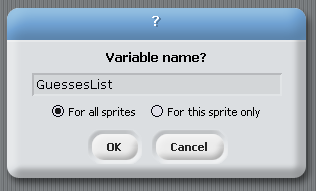 ?
Variable name?
GuessesList
For all sprites For this sprite only
OK Cancel